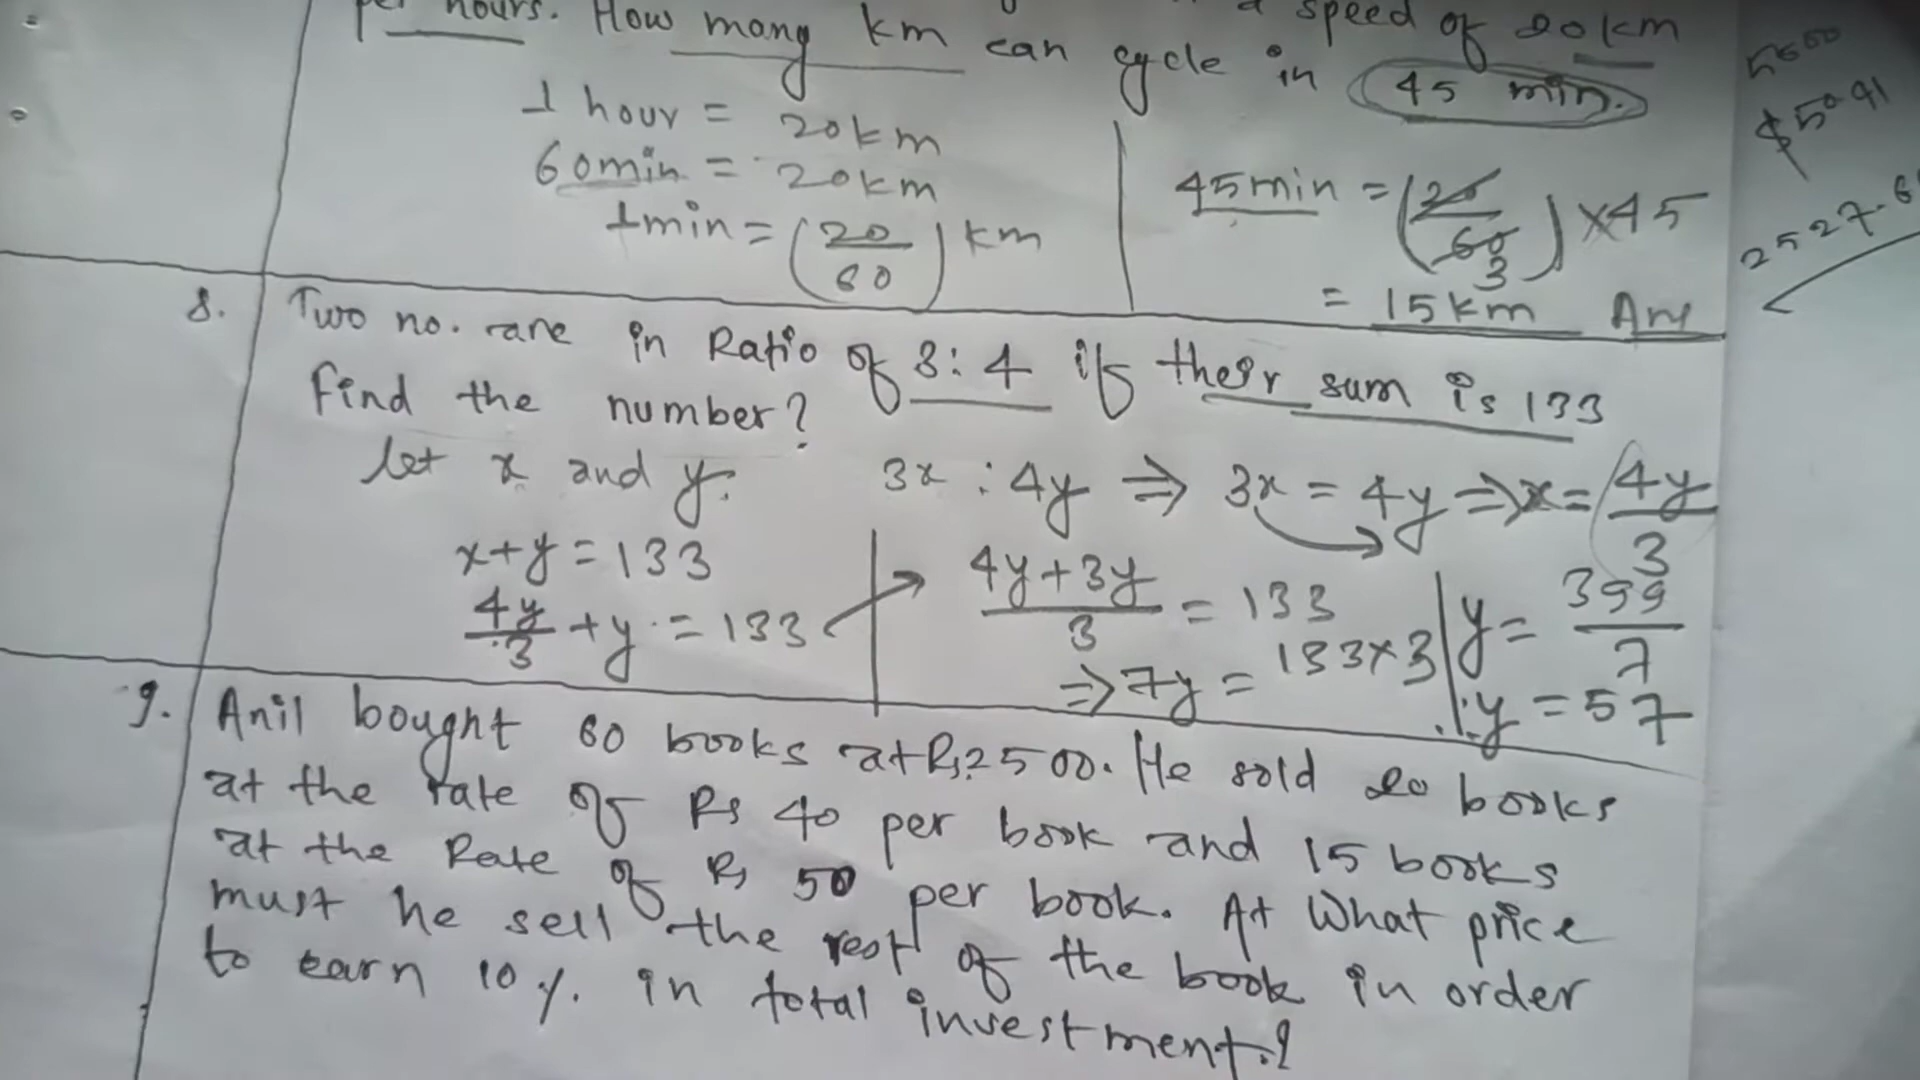 per hours. How many km can cycle in 45 min.
speed of 20km
1 hour = 20km
60min = 20km
1min = (20/60) km
45min = (20/60) ×45
3
= 15km Ans
8. Two no. are in Ratio of 3:4 if their sum is 133
Find the number?
let x and y.
3x : 4y ⇒ 3x = 4y ⇒ x = 4y/3
x+y = 133
4y/3 + y = 133
4y+3y/3 = 133
⇒ 7y = 133×3
y = 399/7
∴ y = 57
9. Anil bought 60 books at Rs2500. He sold 20 books
at the rate of Rs 40 per book and 15 books
at the Rate of Rs 50 per book. At What price
must he sell the rest of the book in order
to earn 10%. in total investment.?
2527.6